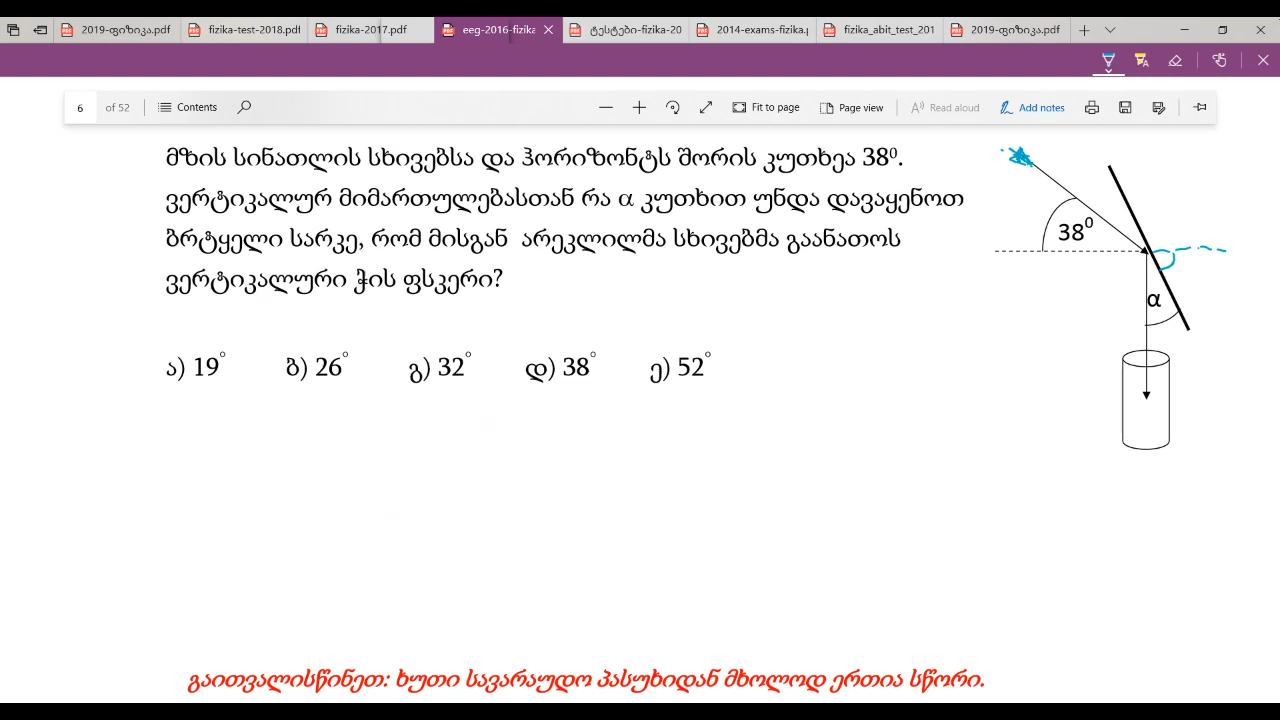 2019-ფიზიკა.pdf
fizika-test-2018.pdf
fizika-2017.pdf
eeg-2016-fizika
ტესტები-fizika-20
2014-exams-fizika.p
fizika_abit_test_201
2019-ფიზიკა.pdf
6 of 52 Contents Fit to page Page view Read aloud Add notes
მზის სინათლის სხივებსა და ჰორიზონტს შორის კუთხეა 38⁰.
ვერტიკალურ მიმართულებასთან რა α კუთხით უნდა დავაყენოთ
ბრტყელი სარკე, რომ მისგან არეკლილმა სხივებმა გაანათოს
ვერტიკალური ჭის ფსკერი?
38⁰
α
ა) 19° ბ) 26° გ) 32° დ) 38° ე) 52°
გაითვალისწინეთ: ხუთი სავარაუდო პასუხიდან მხოლოდ ერთია სწორი.